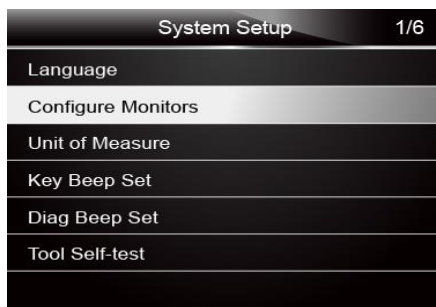 System Setup 1/6
Language
Configure Monitors
Unit of Measure
Key Beep Set
Diag Beep Set
Tool Self-test